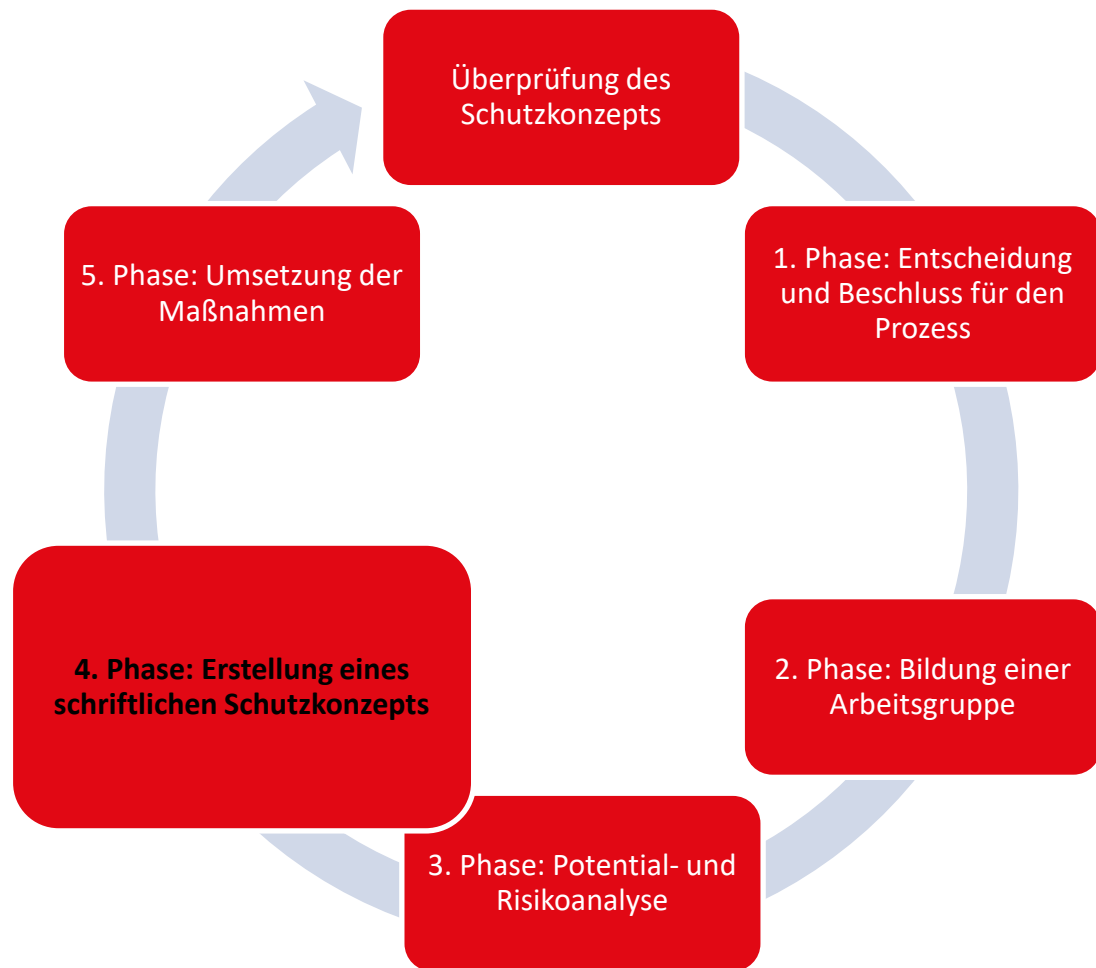 Überprüfung des
Schutzkonzepts
1. Phase: Entscheidung
und Beschluss für den
Prozess
2. Phase: Bildung einer
Arbeitsgruppe
3. Phase: Potential- und
Risikoanalyse
4. Phase: Erstellung eines
schriftlichen Schutzkonzepts
5. Phase: Umsetzung der
Maßnahmen